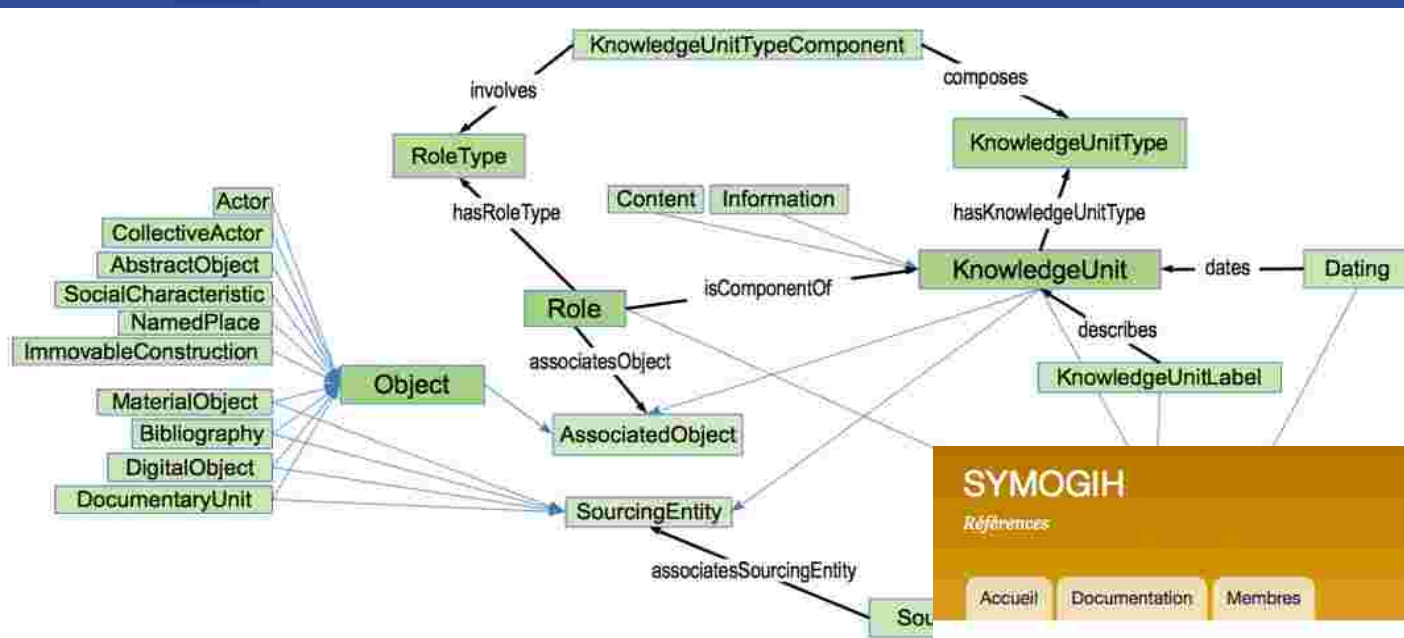 KnowledgeUnitTypeComponent
involves
composes
RoleType
KnowledgeUnitType
Actor
CollectiveActor
AbstractObject
SocialCharacteristic
NamedPlace
ImmovableConstruction
MaterialObject
Bibliography
DigitalObject
DocumentaryUnit
hasRoleType
Content
Information
hasKnowledgeUnitType
KnowledgeUnit
dates
Dating
isComponentOf
Role
describes
KnowledgeUnitLabel
associatesObject
Object
AssociatedObject
SourcingEntity
associatesSourcingEntity
SYMOGIH
Références
Accueil Documentation Membres